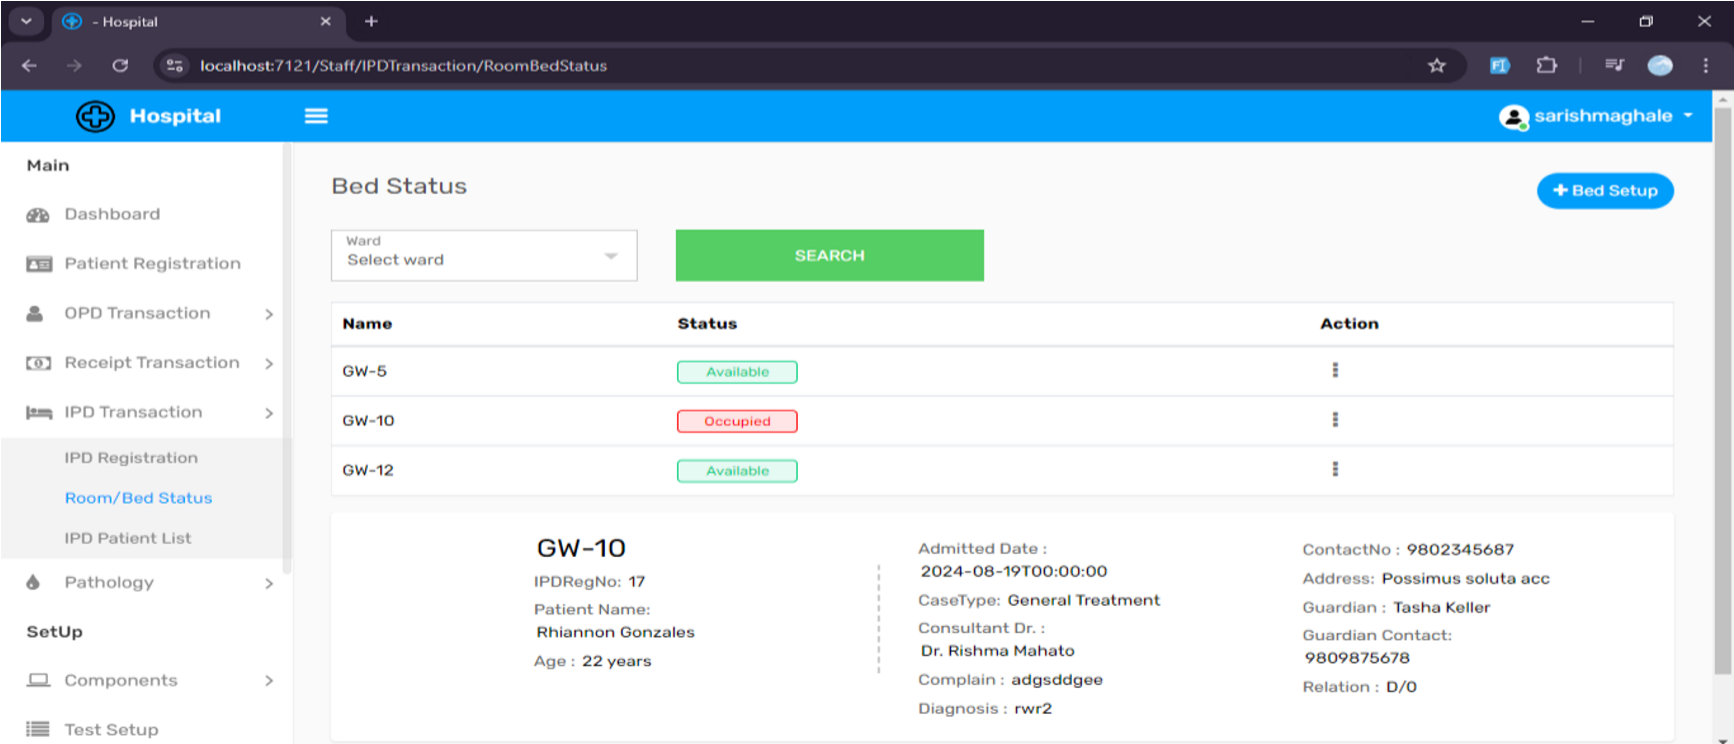 - Hospital
localhost:7121/Staff/IPDTransaction/RoomBedStatus
Hospital
sarishmaghale
Main
Dashboard
Patient Registration
OPD Transaction
Receipt Transaction
IPD Transaction
IPD Registration
Room/Bed Status
IPD Patient List
Pathology
SetUp
Components
Test Setup
Bed Status
+ Bed Setup
Ward
Select ward
SEARCH
Name Status Action
GW-5 Available
GW-10 Occupied
GW-12 Available
GW-10
IPDRegNo: 17
Patient Name:
Rhiannon Gonzales
Age : 22 years
Admitted Date :
2024-08-19T00:00:00
CaseType: General Treatment
Consultant Dr. :
Dr. Rishma Mahato
Complain : adgsddgee
Diagnosis : rwr2
ContactNo : 9802345687
Address: Possimus soluta acc
Guardian : Tasha Keller
Guardian Contact:
9809875678
Relation : D/O